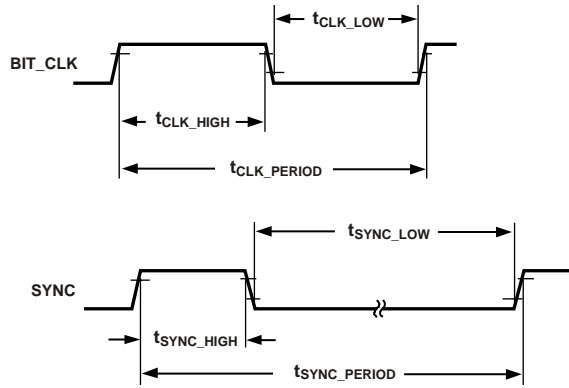 tCLK_LOW
BIT_CLK
tCLK_HIGH
tCLK_PERIOD
tSYNC_LOW
SYNC
tSYNC_HIGH
tSYNC_PERIOD